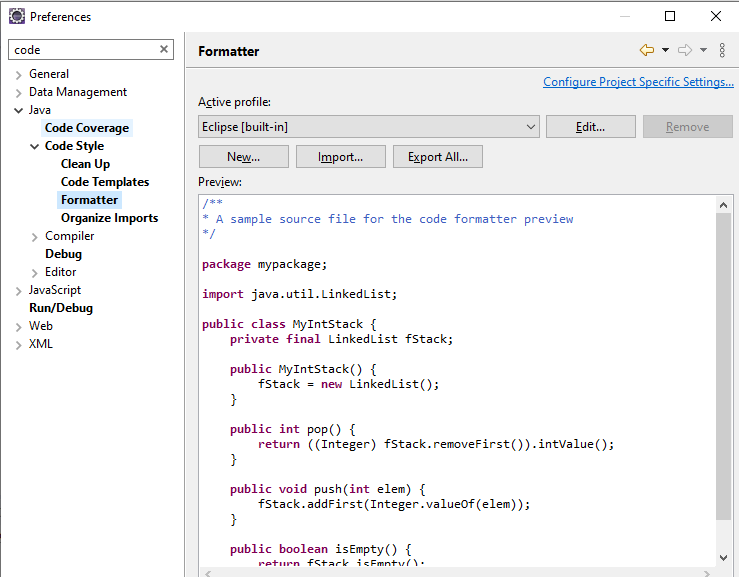 Preferences
code
General
Data Management
Java
Code Coverage
Code Style
Clean Up
Code Templates
Formatter
Organize Imports
Compiler
Debug
Editor
JavaScript
Run/Debug
Web
XML
Formatter
Configure Project Specific Settings...
Active profile:
Eclipse [built-in]
Edit...
Remove
New...
Import...
Export All...
Preview:
/**
* A sample source file for the code formatter preview
*/
package mypackage;
import java.util.LinkedList;
public class MyIntStack {
private final LinkedList fStack;
public MyIntStack() {
fStack = new LinkedList();
}
public int pop() {
return ((Integer) fStack.removeFirst()).intValue();
}
public void push(int elem) {
fStack.addFirst(Integer.valueOf(elem));
}
public boolean isEmpty() {
return fStack.isEmpty();